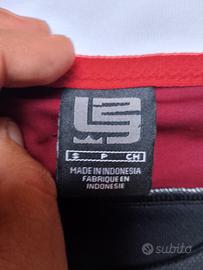 S P CH
MADE IN INDONESIA
FABRIQUE EN
INDONESIE
subito